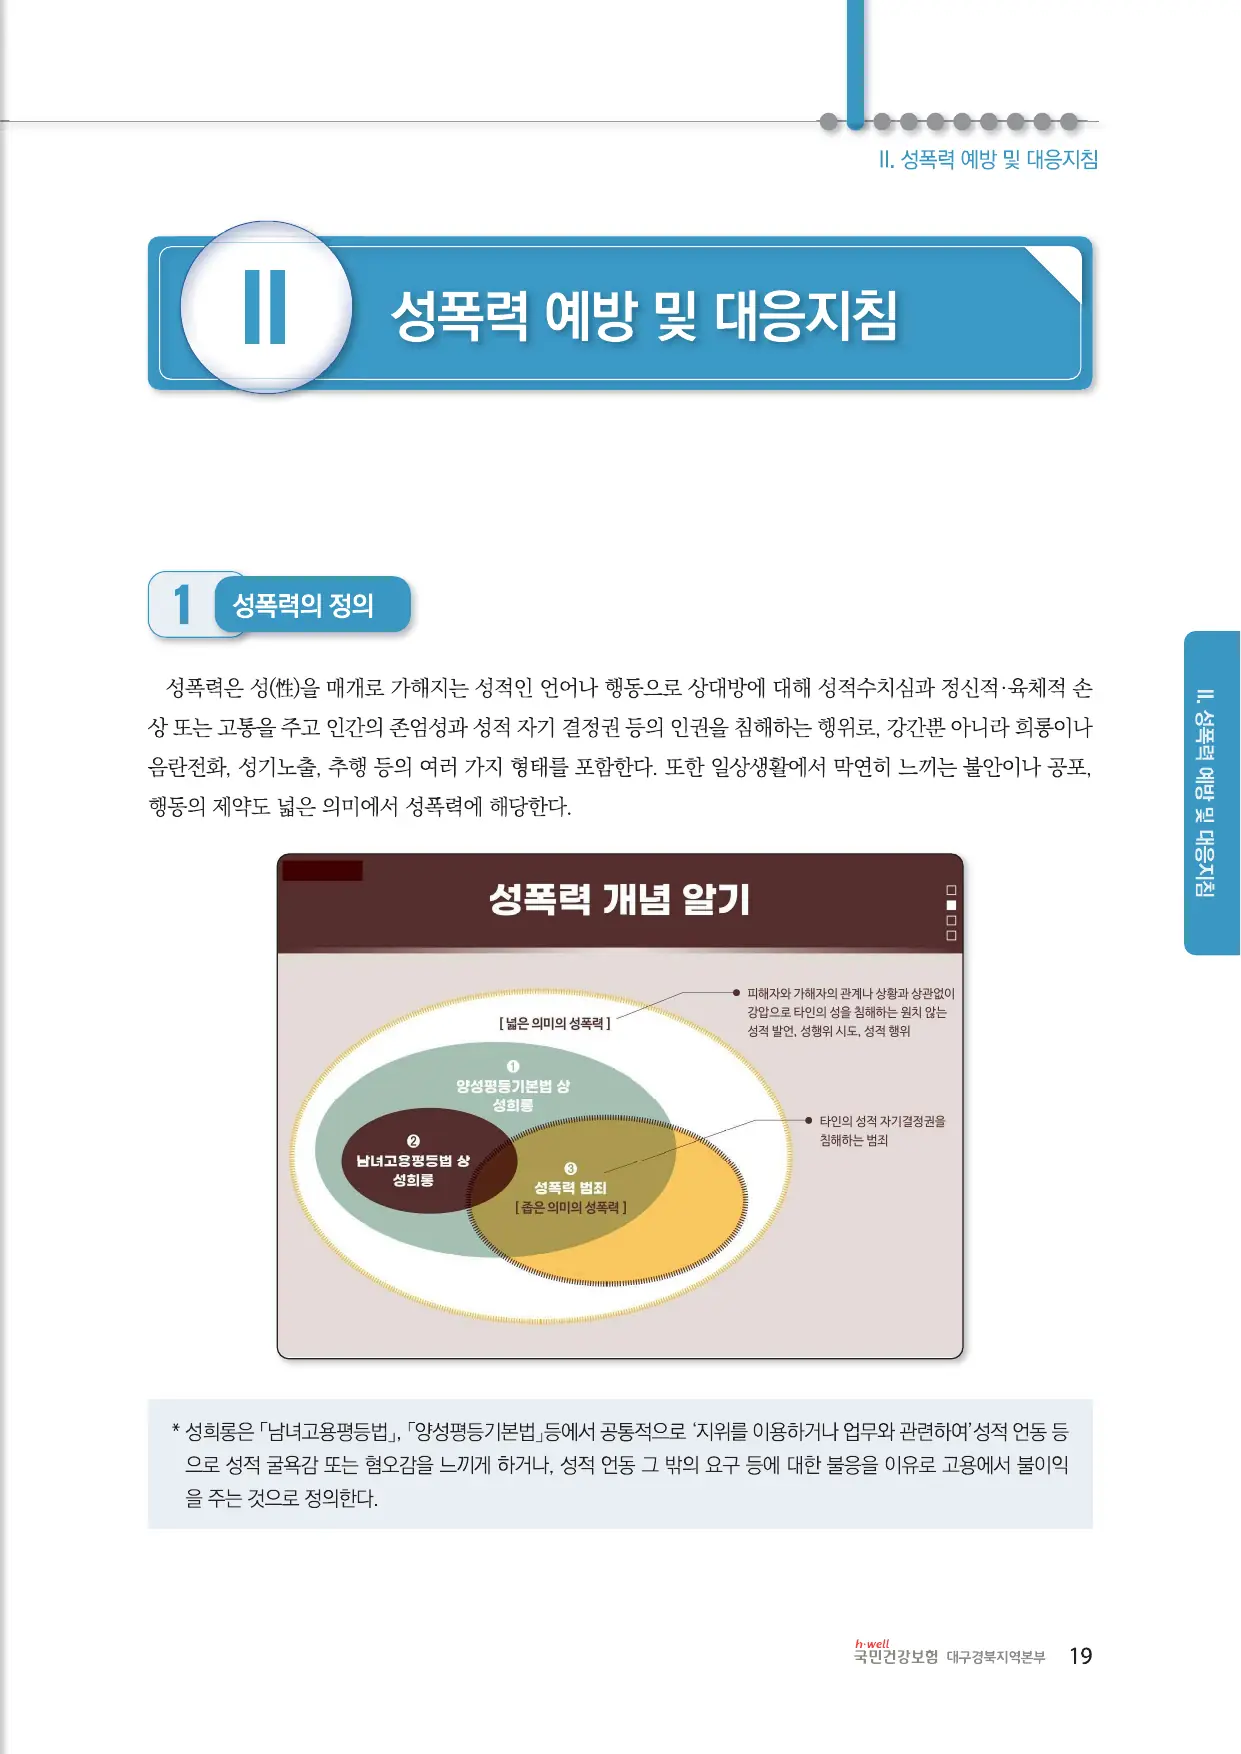 II. 성폭력 예방 및 대응지침
II
성폭력 예방 및 대응지침
1
성폭력의 정의
성폭력은 성(性)을 매개로 가해지는 성적인 언어나 행동으로 상대방에 대해 성적수치심과 정신적·육체적 손
상 또는 고통을 주고 인간의 존엄성과 성적 자기 결정권 등의 인권을 침해하는 행위로, 강간뿐 아니라 희롱이나
음란전화, 성기노출, 추행 등의 여러 가지 형태를 포함한다. 또한 일상생활에서 막연히 느끼는 불안이나 공포,
행동의 제약도 넓은 의미에서 성폭력에 해당한다.
성폭력 개념 알기
[ 넓은 의미의 성폭력 ]
피해자와 가해자의 관계나 상황과 상관없이
강압으로 타인의 성을 침해하는 원치 않는
성적 발언, 성행위 시도, 성적 행위
❶
양성평등기본법 상
성희롱
❷
남녀고용평등법 상
성희롱
❸
성폭력 범죄
[ 좁은 의미의 성폭력 ]
타인의 성적 자기결정권을
침해하는 범죄
* 성희롱은 「남녀고용평등법」, 「양성평등기본법」등에서 공통적으로 ‘지위를 이용하거나 업무와 관련하여’ 성적 언동 등
으로 성적 굴욕감 또는 혐오감을 느끼게 하거나, 성적 언동 그 밖의 요구 등에 대한 불응을 이유로 고용에서 불이익
을 주는 것으로 정의한다.
II. 성폭력 예방 및 대응지침
h·well
국민건강보험 대구경북지역본부 19